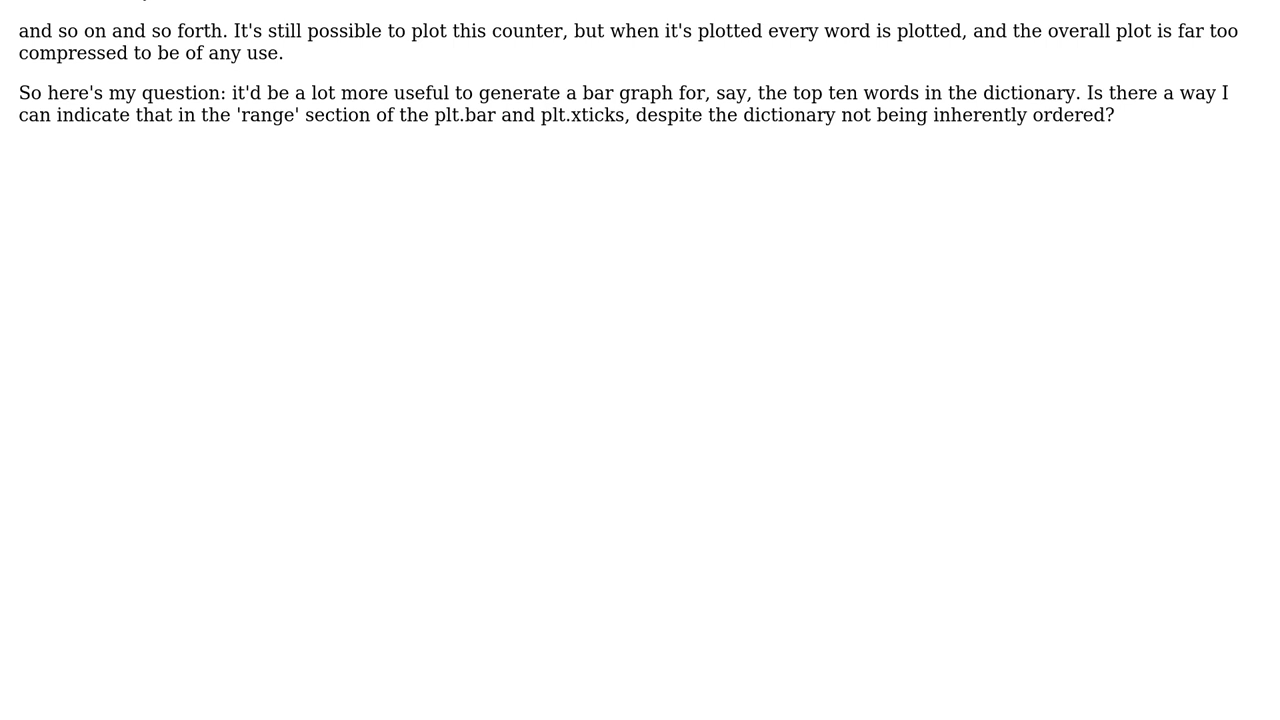 and so on and so forth. It's still possible to plot this counter, but when it's plotted every word is plotted, and the overall plot is far too
compressed to be of any use.
So here's my question: it'd be a lot more useful to generate a bar graph for, say, the top ten words in the dictionary. Is there a way I
can indicate that in the 'range' section of the plt.bar and plt.xticks, despite the dictionary not being inherently ordered?